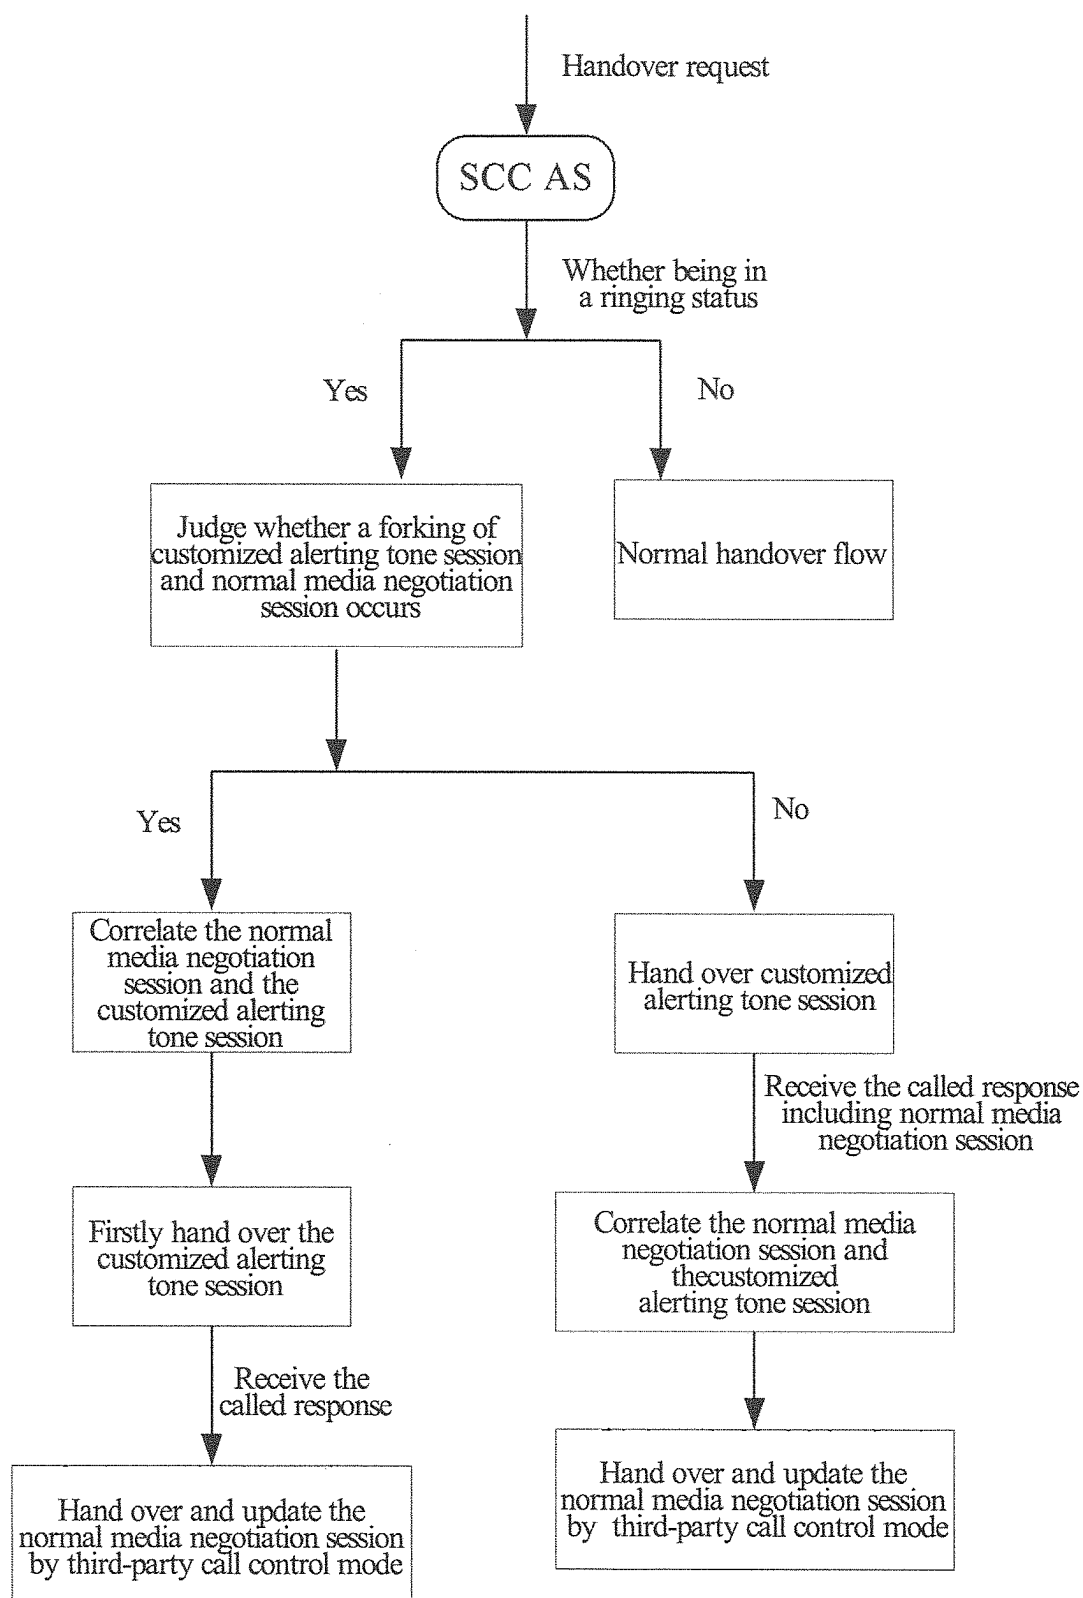 Handover request
SCC AS
Whether being in
a ringing status
Yes
No
Judge whether a forking of
customized alerting tone session
and normal media negotiation
session occurs
Normal handover flow
Yes
No
Correlate the normal
media negotiation
session and the
customized alerting
tone session
Hand over customized
alerting tone session
Receive the called response
including normal media
negotiation session
Firstly hand over the
customized alerting
tone session
Correlate the normal media
negotiation session and
thecustomized
alerting tone session
Receive the
called response
Hand over and update the
normal media negotiation session
by third-party call control mode
Hand over and update the
normal media negotiation session
by third-party call control mode